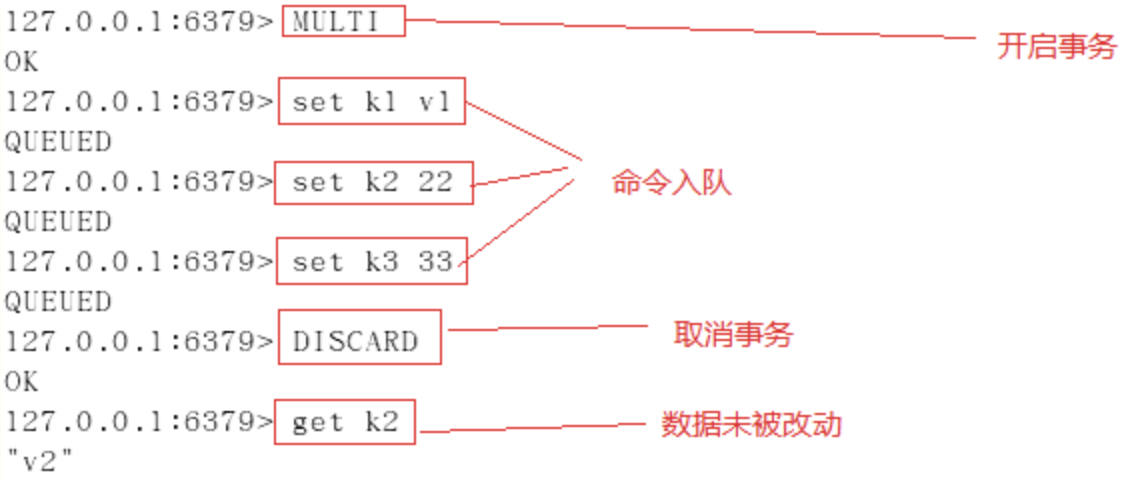 127.0.0.1:6379> MULTI
开启事务
OK
127.0.0.1:6379> set k1 v1
QUEUED
127.0.0.1:6379> set k2 22
命令入队
QUEUED
127.0.0.1:6379> set k3 33
QUEUED
127.0.0.1:6379> DISCARD
取消事务
OK
127.0.0.1:6379> get k2
数据未被改动
"v2"